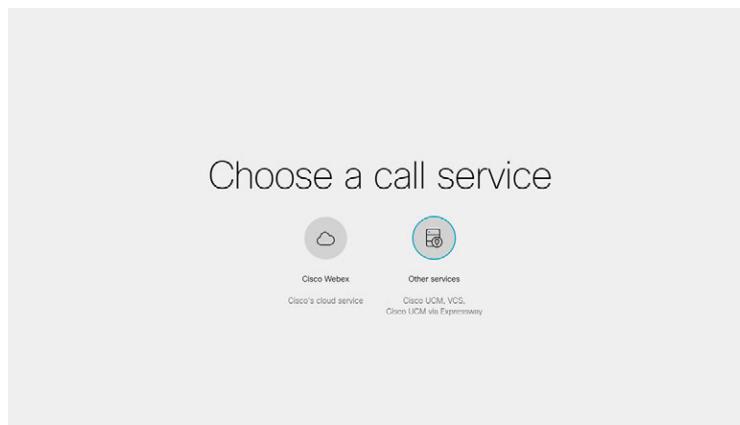 Choose a call service
Cisco Webex
Other services
Cisco's cloud service
Cisco UCM, VCS,
Cisco UCM via Expressway